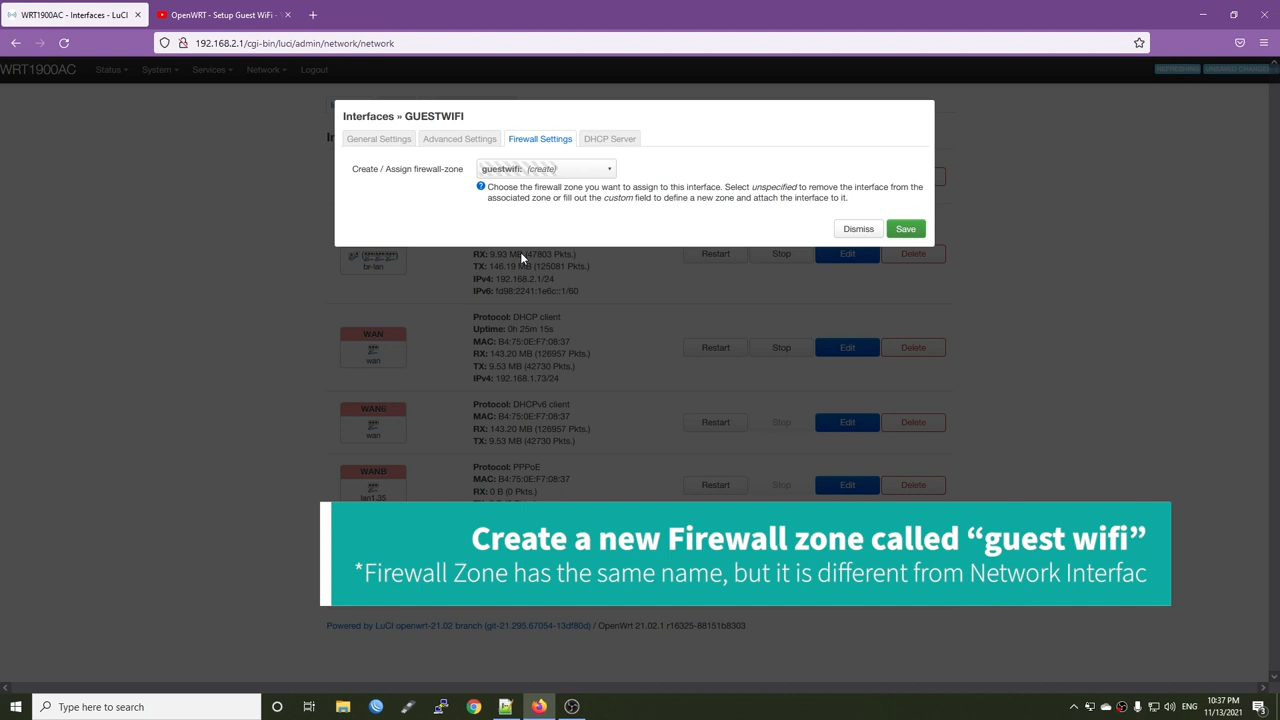 WRT1900AC - Interfaces - LuCI
OpenWRT - Setup Guest WiFi -
192.168.2.1/cgi-bin/luci/admin/network/network
WRT1900AC Status System Services Network Logout REFRESHING UNSAVED CHANGES
Interfaces » GUESTWIFI
General Settings Advanced Settings Firewall Settings DHCP Server
Create / Assign firewall-zone guestwifi: (create)
Choose the firewall zone you want to assign to this interface. Select unspecified to remove the interface from the
associated zone or fill out the custom field to define a new zone and attach the interface to it.
Dismiss Save
RX: 9.93 MB (47803 Pkts.)
TX: 146.19 MB (125081 Pkts.)
IPv4: 192.168.2.1/24
IPv6: fd98:2241:1e6c::1/60
br-lan
Restart Stop Edit Delete
WAN
wan
Protocol: DHCP client
Uptime: 0h 25m 15s
MAC: B4:75:0E:F7:08:37
RX: 143.20 MB (126957 Pkts.)
TX: 9.53 MB (42730 Pkts.)
IPv4: 192.168.1.73/24
Restart Stop Edit Delete
WAN6
wan
Protocol: DHCPv6 client
MAC: B4:75:0E:F7:08:37
RX: 143.20 MB (126957 Pkts.)
TX: 9.53 MB (42730 Pkts.)
Restart Stop Edit Delete
WANB
lan1.35
Protocol: PPPoE
MAC: B4:75:0E:F7:08:37
RX: 0 B (0 Pkts.)
Restart Stop Edit Delete
Create a new Firewall zone called “guest wifi”
*Firewall Zone has the same name, but it is different from Network Interfac
Powered by LuCI openwrt-21.02 branch (git-21.295.67054-13df80d) / OpenWrt 21.02.1 r16325-88151b8303
Type here to search
ENG
10:37 PM
11/13/2021